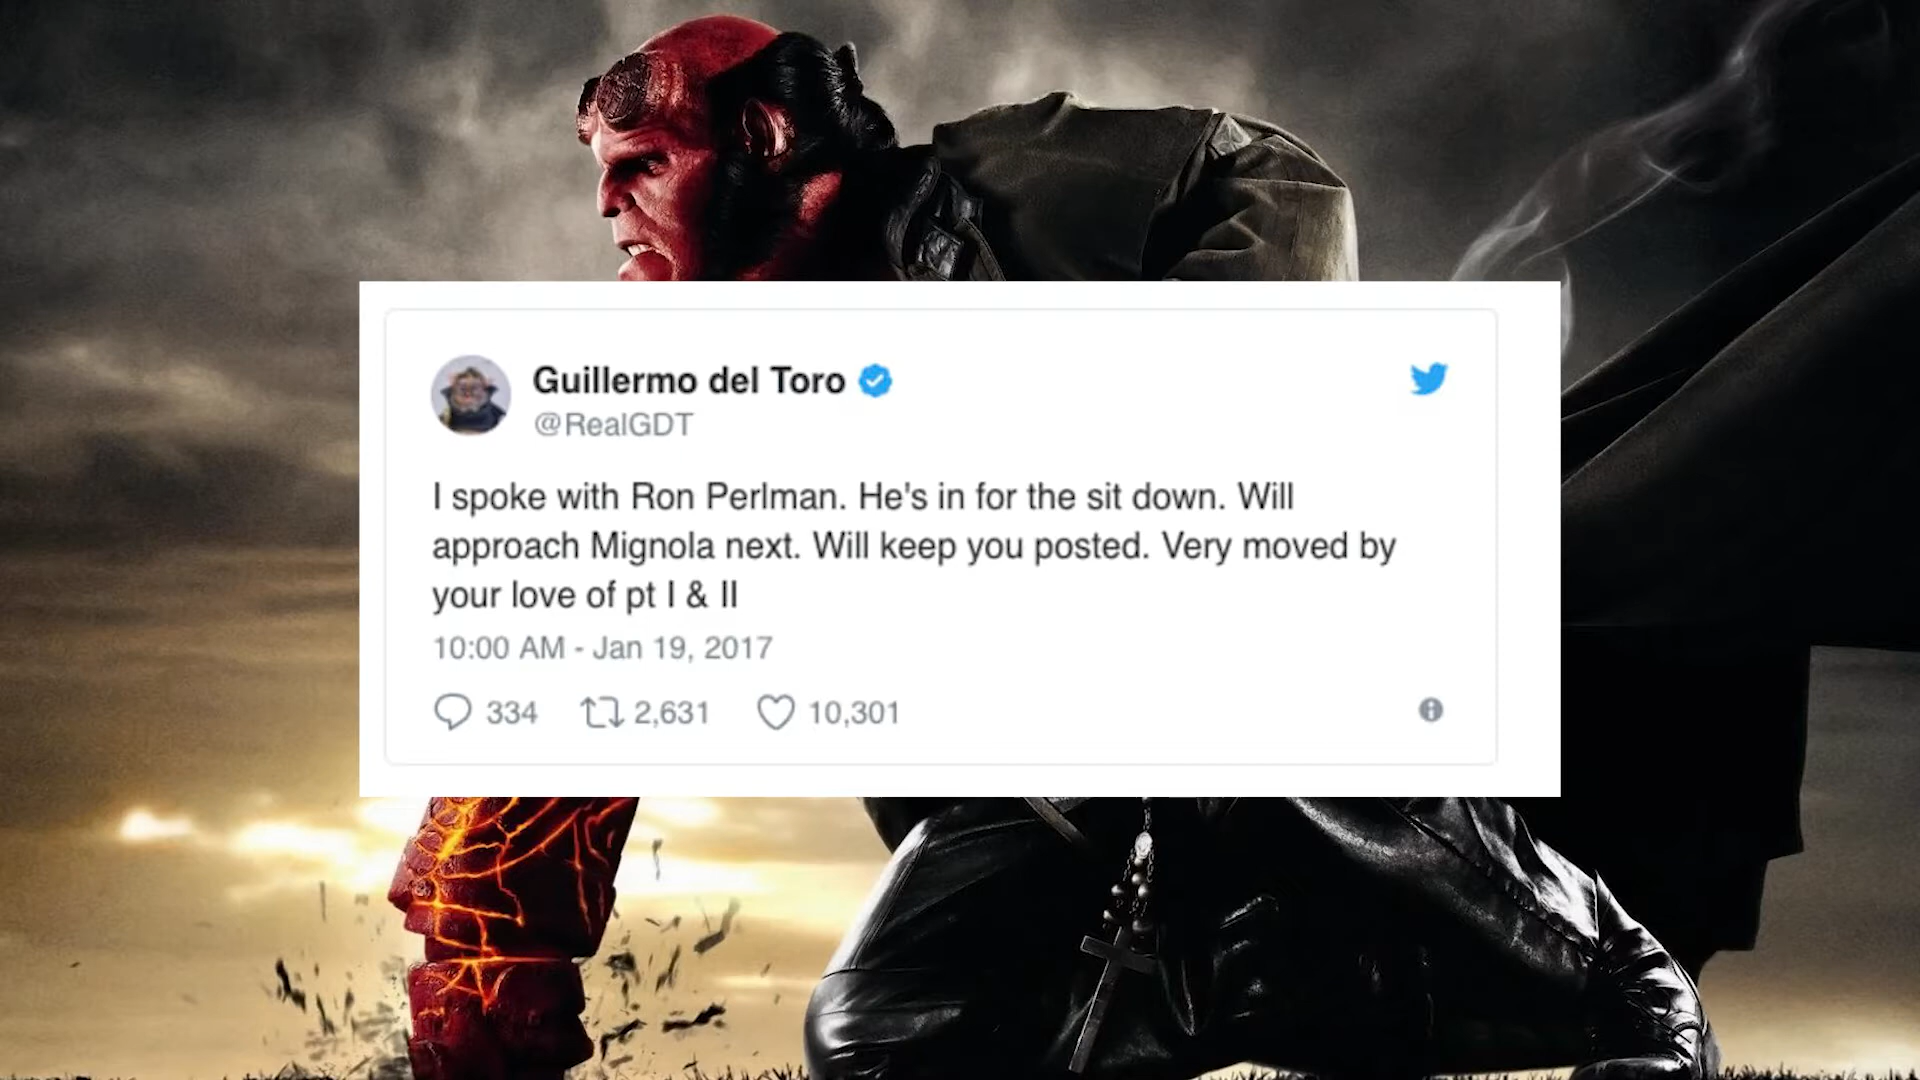 Guillermo del Toro
@RealGDT
I spoke with Ron Perlman. He's in for the sit down. Will
approach Mignola next. Will keep you posted. Very moved by
your love of pt I & II
10:00 AM - Jan 19, 2017
334 2,631 10,301